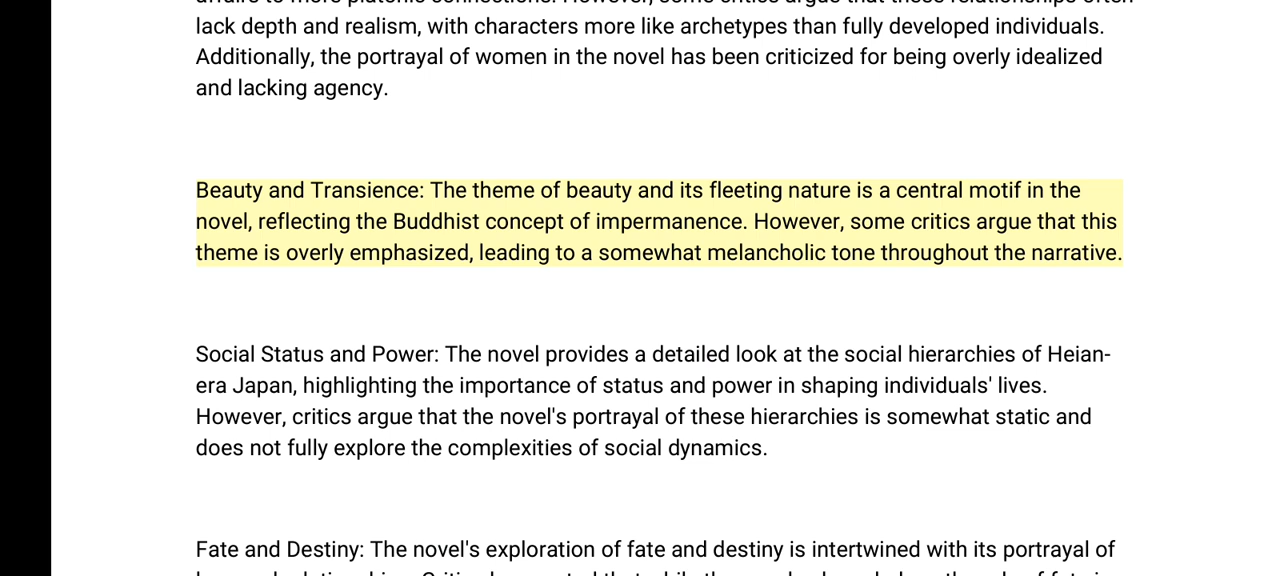 lack depth and realism, with characters more like archetypes than fully developed individuals.
Additionally, the portrayal of women in the novel has been criticized for being overly idealized
and lacking agency.
Beauty and Transience: The theme of beauty and its fleeting nature is a central motif in the
novel, reflecting the Buddhist concept of impermanence. However, some critics argue that this
theme is overly emphasized, leading to a somewhat melancholic tone throughout the narrative.
Social Status and Power: The novel provides a detailed look at the social hierarchies of Heian-
era Japan, highlighting the importance of status and power in shaping individuals' lives.
However, critics argue that the novel's portrayal of these hierarchies is somewhat static and
does not fully explore the complexities of social dynamics.
Fate and Destiny: The novel's exploration of fate and destiny is intertwined with its portrayal of